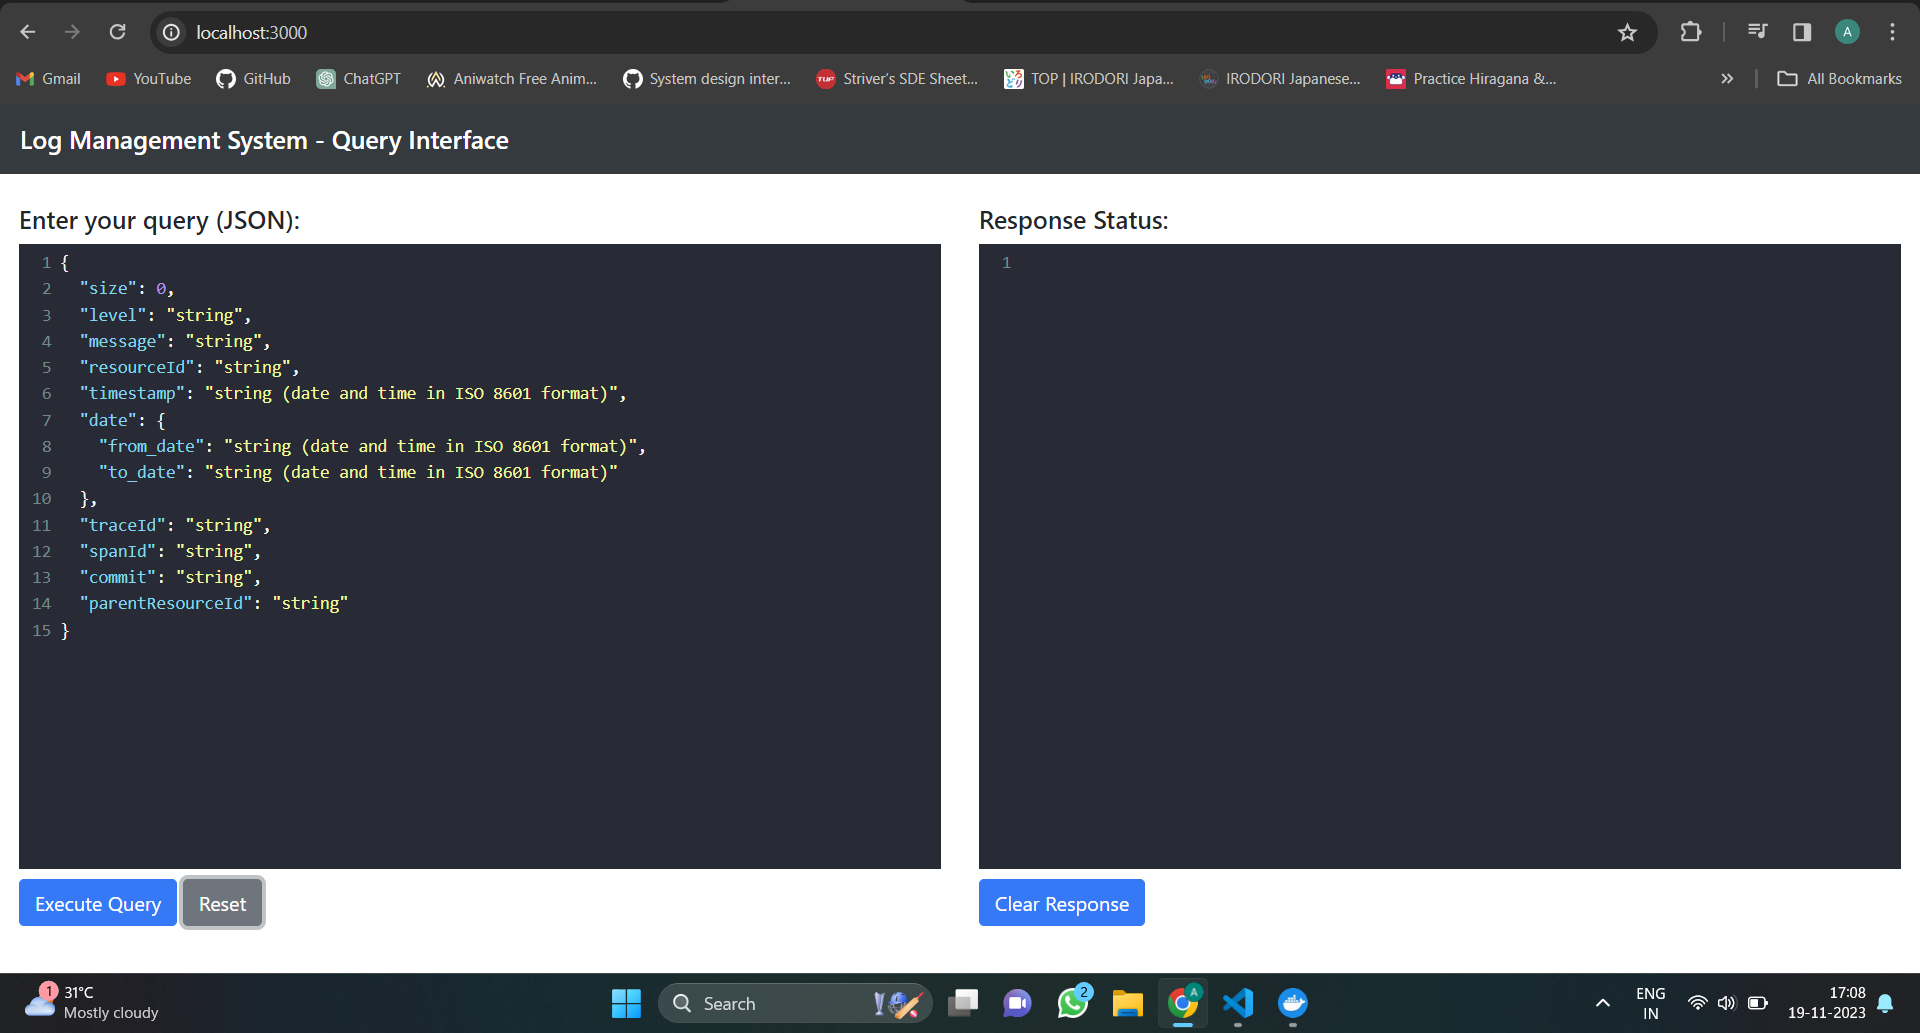 localhost:3000
A
Gmail
YouTube
GitHub
ChatGPT
Aniwatch Free Anim...
System design inter...
TUF
Striver's SDE Sheet...
TOP | IRODORI Japa...
IRODORI Japanese...
Practice Hiragana &...
All Bookmarks
Log Management System - Query Interface
Enter your query (JSON):
1 {
2 "size": 0,
3 "level": "string",
4 "message": "string",
5 "resourceId": "string",
6 "timestamp": "string (date and time in ISO 8601 format)",
7 "date": {
8 "from_date": "string (date and time in ISO 8601 format)",
9 "to_date": "string (date and time in ISO 8601 format)"
10 },
11 "traceId": "string",
12 "spanId": "string",
13 "commit": "string",
14 "parentResourceId": "string"
15 }
Execute Query
Reset
Response Status:
1
Clear Response
1
31°C
Mostly cloudy
Search
2
A
ENG
IN
17:08
19-11-2023